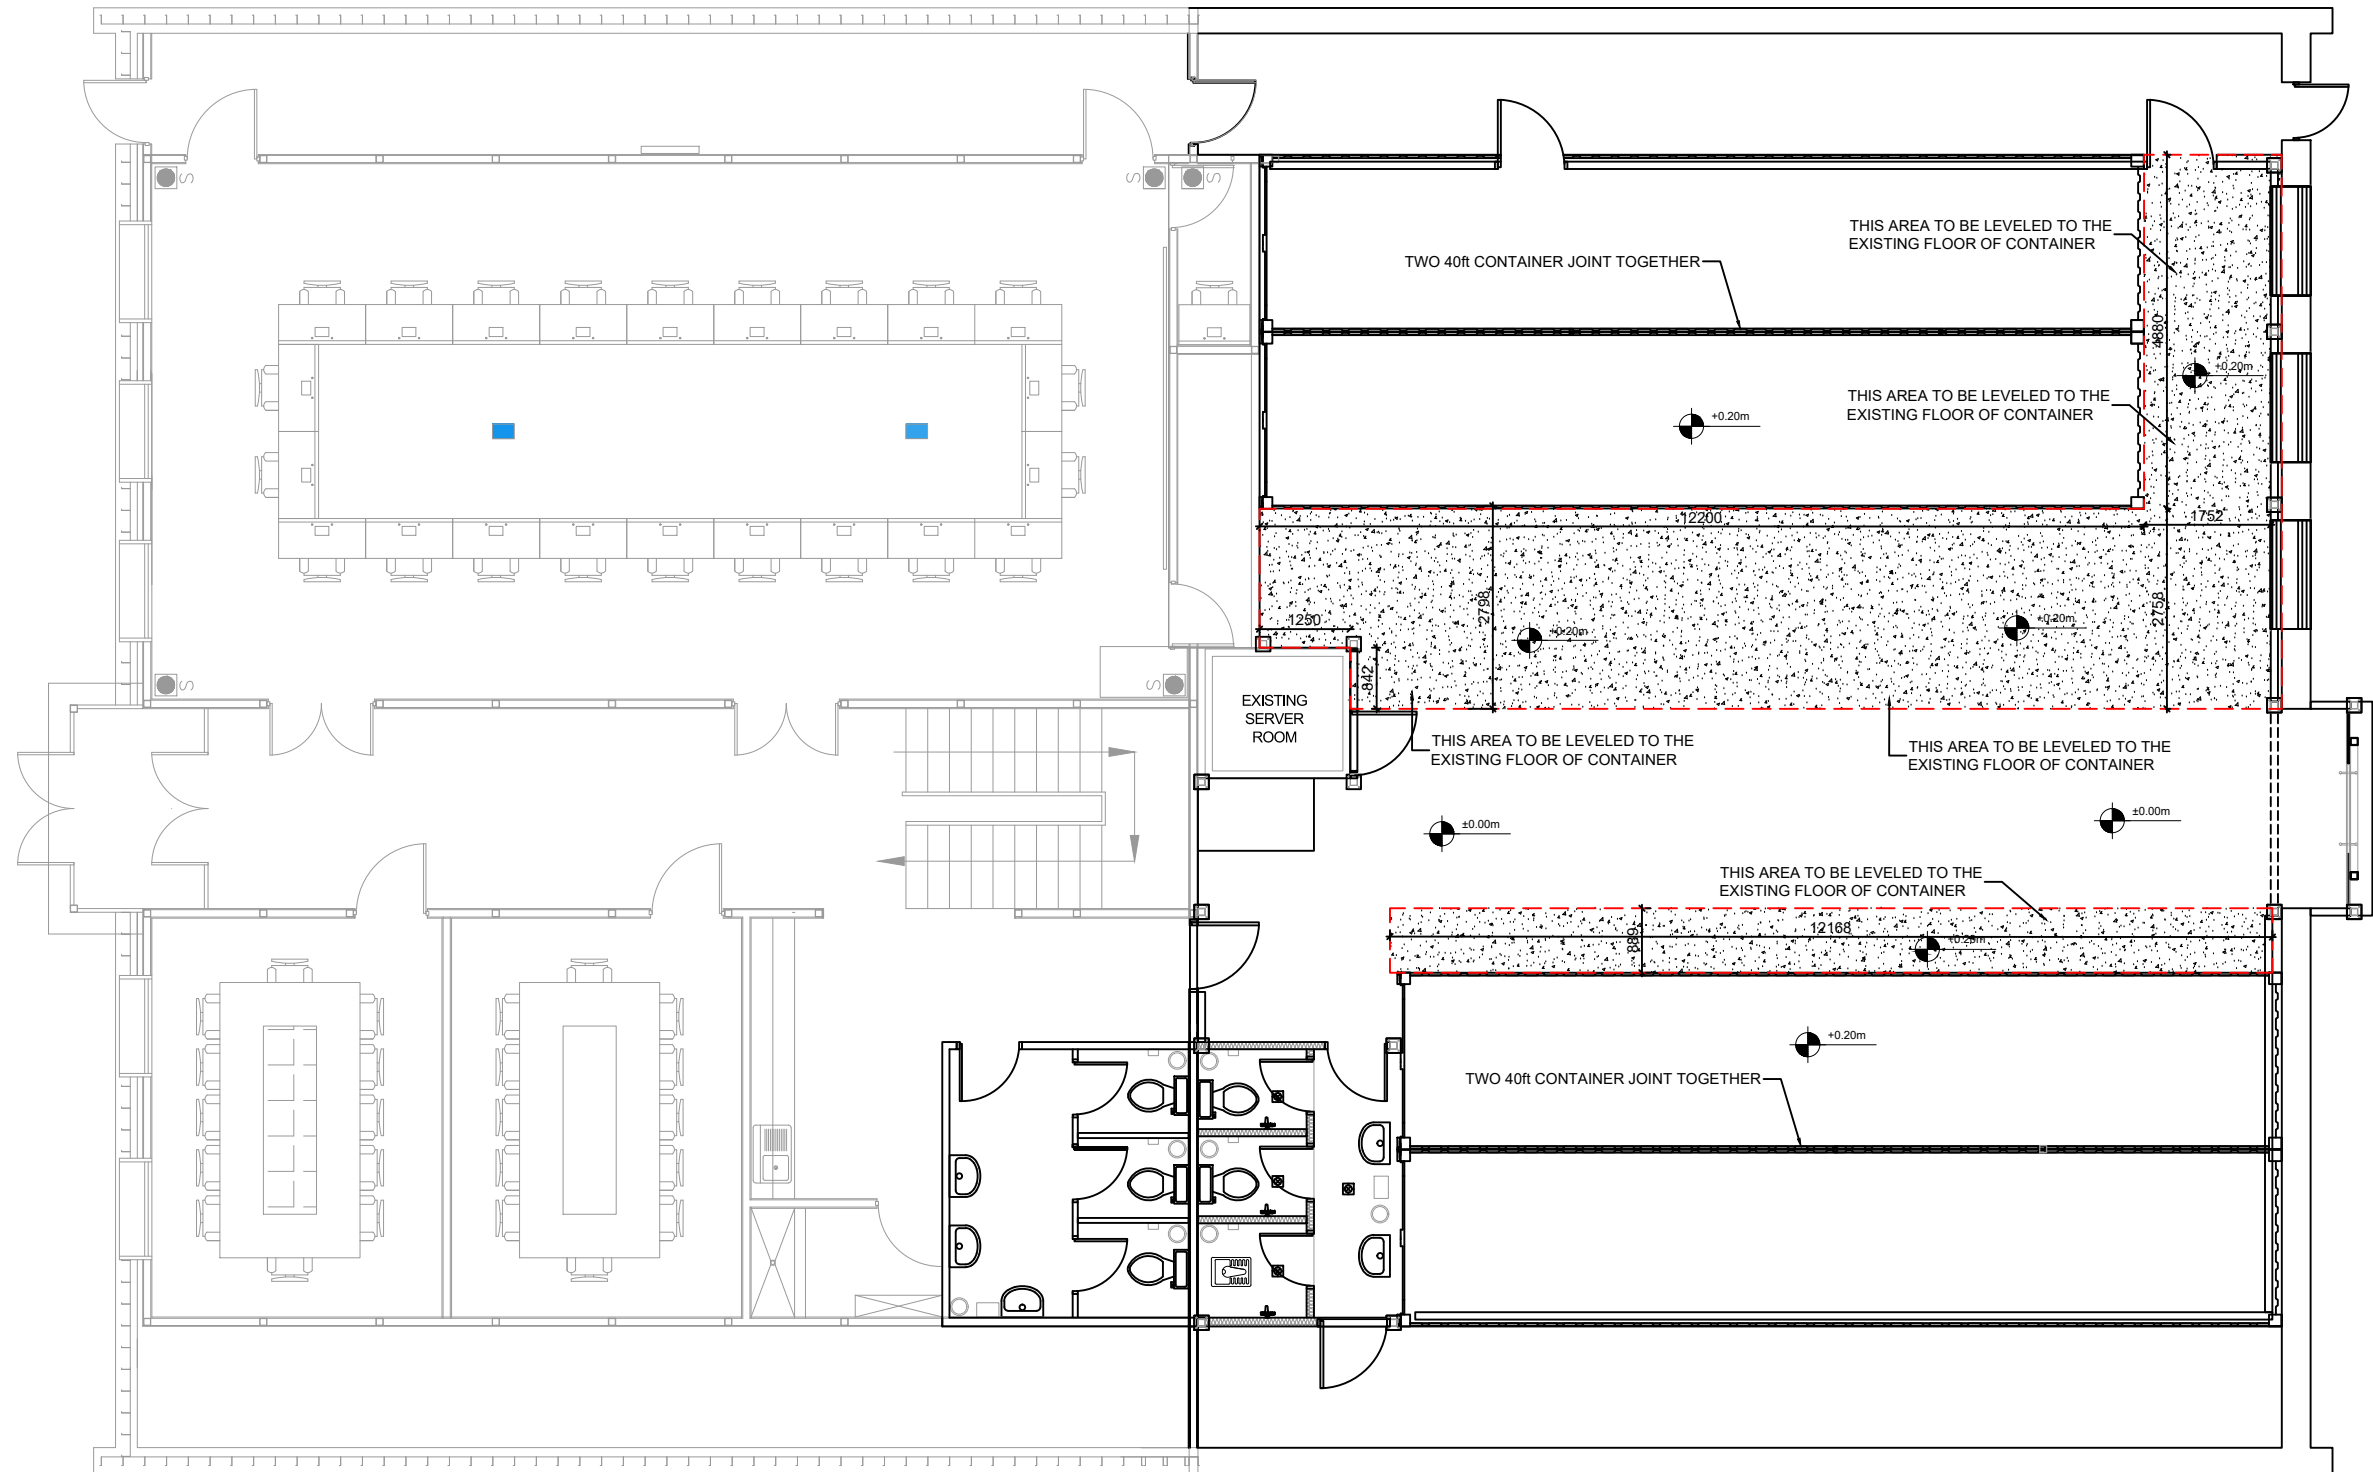 THIS AREA TO BE LEVELED TO THE
EXISTING FLOOR OF CONTAINER
TWO 40ft CONTAINER JOINT TOGETHER
S
S
S
4880
+0.20m
THIS AREA TO BE LEVELED TO THE
EXISTING FLOOR OF CONTAINER
+0.20m
12200
1752
1250
2798
2758
+0.20m
+0.20m
842
S
S
EXISTING
SERVER
ROOM
THIS AREA TO BE LEVELED TO THE
EXISTING FLOOR OF CONTAINER
THIS AREA TO BE LEVELED TO THE
EXISTING FLOOR OF CONTAINER
±0.00m
±0.00m
THIS AREA TO BE LEVELED TO THE
EXISTING FLOOR OF CONTAINER
889
12168
+0.20m
+0.20m
TWO 40ft CONTAINER JOINT TOGETHER